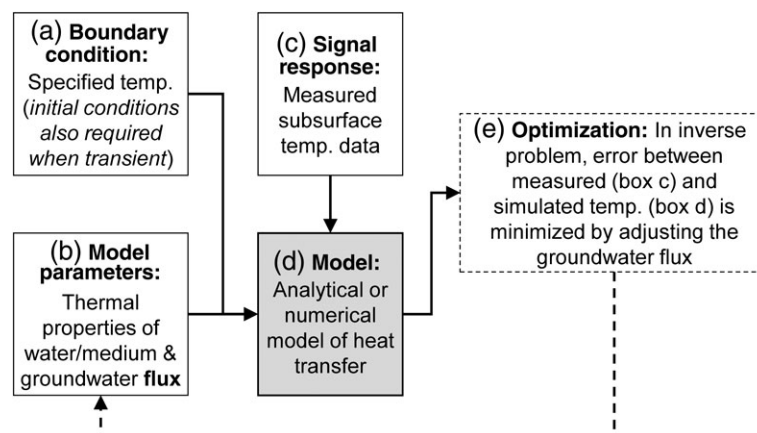 (a) Boundary
condition:
Specified temp.
(initial conditions
also required
when transient)
(c) Signal
response:
Measured
subsurface
temp. data
(e) Optimization: In inverse
problem, error between
measured (box c) and
simulated temp. (box d) is
minimized by adjusting the
groundwater flux
(b) Model
parameters:
Thermal
properties of
water/medium &
groundwater flux
(d) Model:
Analytical or
numerical
model of heat
transfer